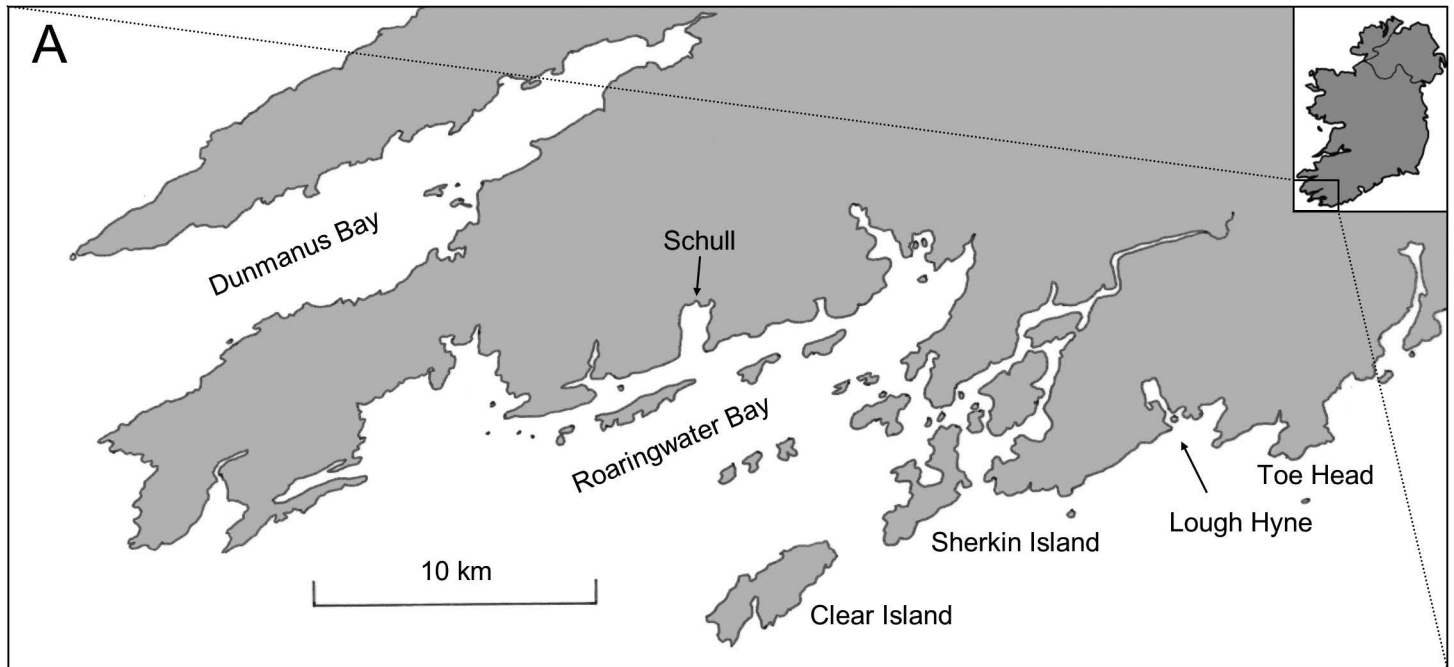 A
Dunmanus Bay
Schull
Roaringwater Bay
Toe Head
Lough Hyne
Sherkin Island
10 km
Clear Island